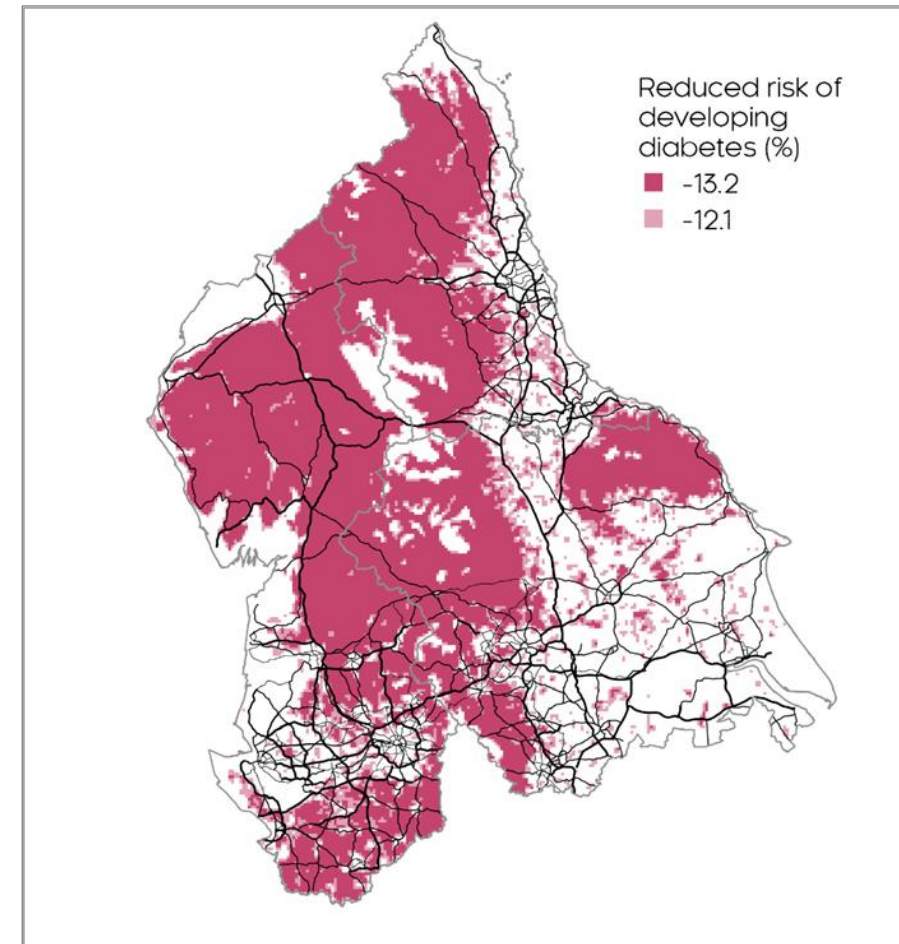 Reduced risk of
developing
diabetes (%)
-13.2
-12.1